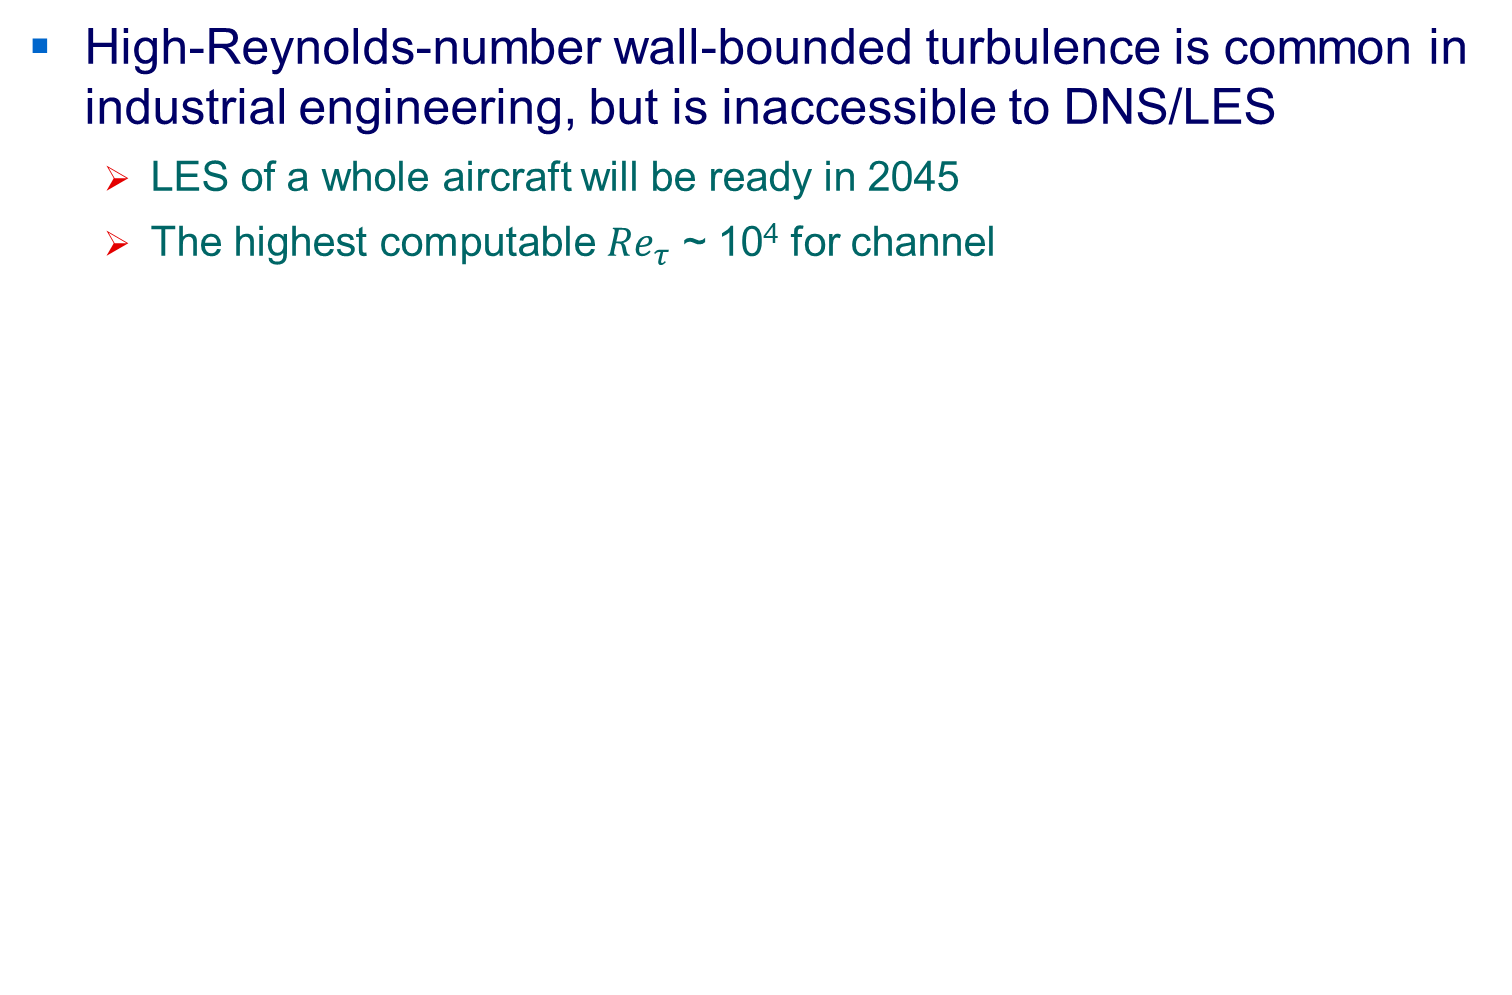 ▪ High-Reynolds-number wall-bounded turbulence is common in
industrial engineering, but is inaccessible to DNS/LES
➢ LES of a whole aircraft will be ready in 2045
➢ The highest computable 𝑅𝑒𝜏 ~ 10⁴ for channel